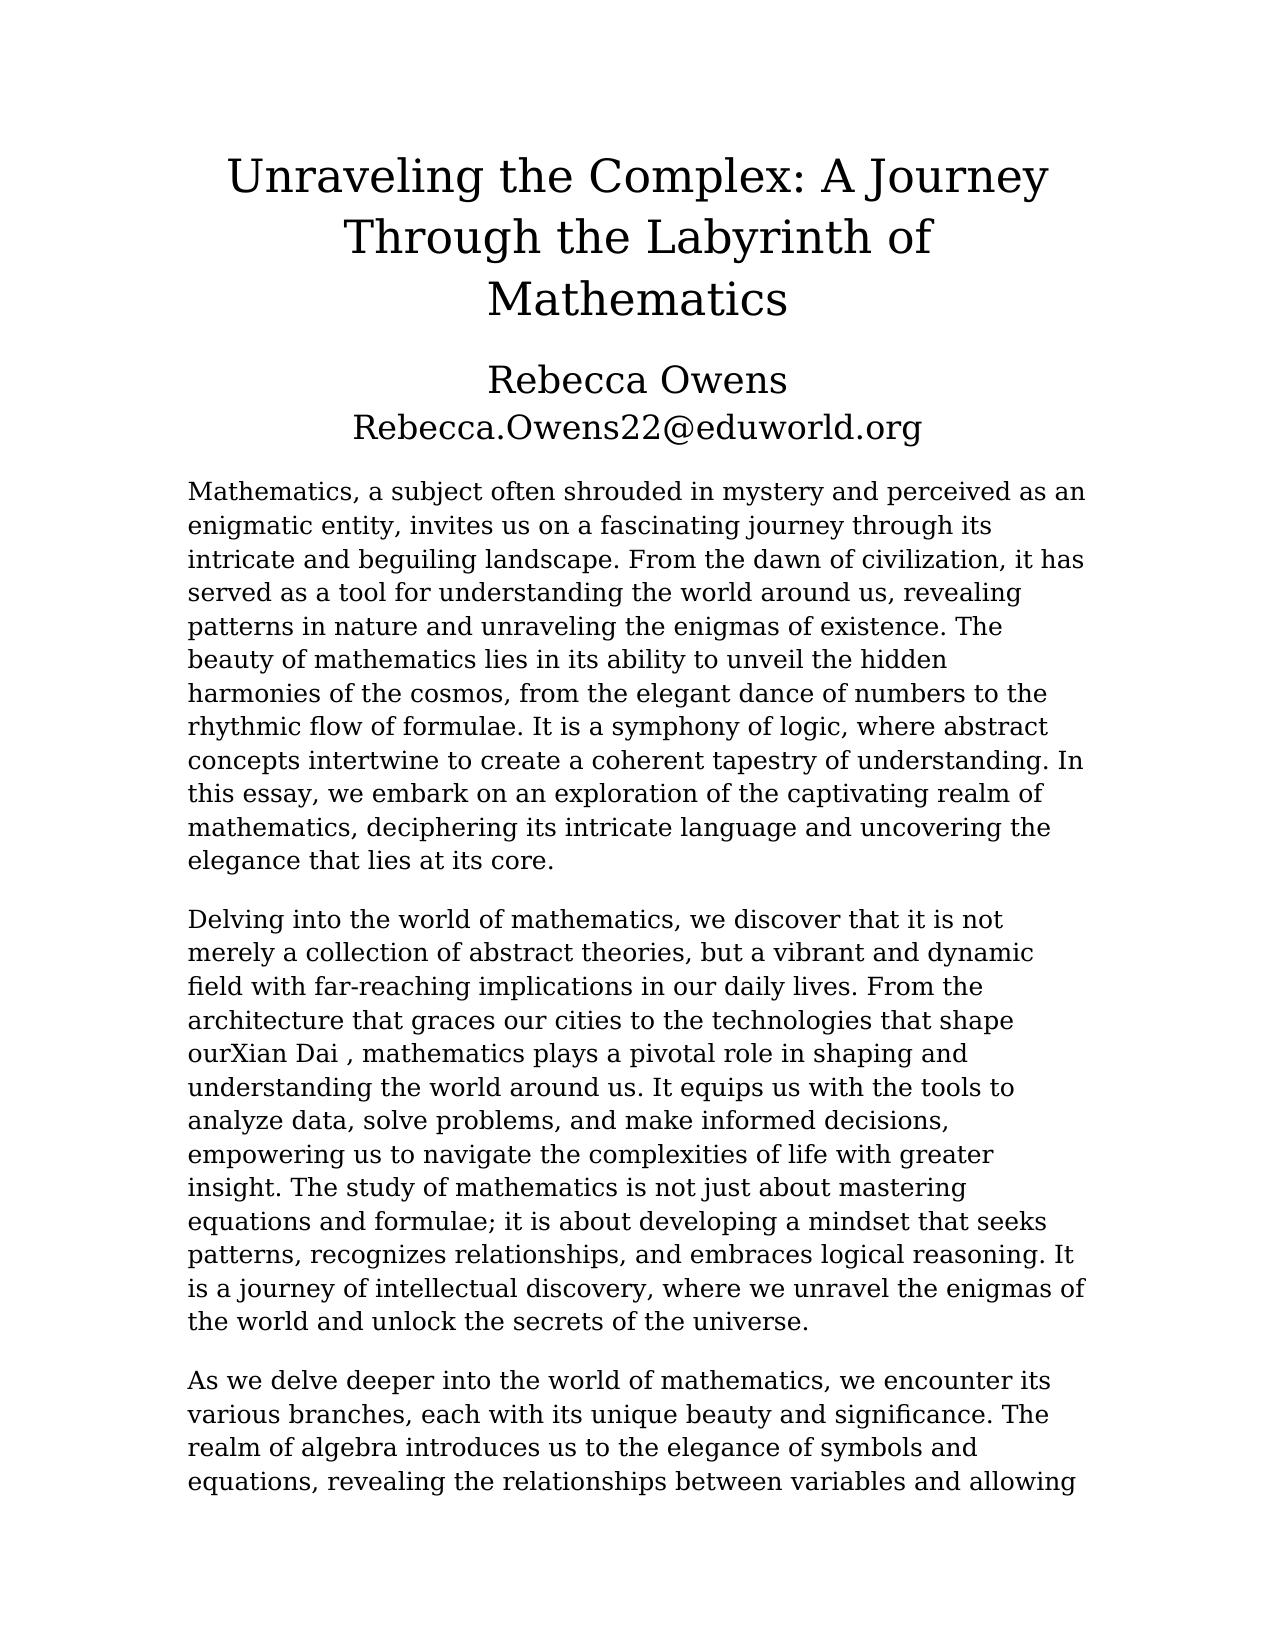 Unraveling the Complex: A Journey
Through the Labyrinth of
Mathematics
Rebecca Owens
Rebecca.Owens22@eduworld.org
Mathematics, a subject often shrouded in mystery and perceived as an
enigmatic entity, invites us on a fascinating journey through its
intricate and beguiling landscape. From the dawn of civilization, it has
served as a tool for understanding the world around us, revealing
patterns in nature and unraveling the enigmas of existence. The
beauty of mathematics lies in its ability to unveil the hidden
harmonies of the cosmos, from the elegant dance of numbers to the
rhythmic flow of formulae. It is a symphony of logic, where abstract
concepts intertwine to create a coherent tapestry of understanding. In
this essay, we embark on an exploration of the captivating realm of
mathematics, deciphering its intricate language and uncovering the
elegance that lies at its core.
Delving into the world of mathematics, we discover that it is not
merely a collection of abstract theories, but a vibrant and dynamic
field with far-reaching implications in our daily lives. From the
architecture that graces our cities to the technologies that shape
ourXian Dai , mathematics plays a pivotal role in shaping and
understanding the world around us. It equips us with the tools to
analyze data, solve problems, and make informed decisions,
empowering us to navigate the complexities of life with greater
insight. The study of mathematics is not just about mastering
equations and formulae; it is about developing a mindset that seeks
patterns, recognizes relationships, and embraces logical reasoning. It
is a journey of intellectual discovery, where we unravel the enigmas of
the world and unlock the secrets of the universe.
As we delve deeper into the world of mathematics, we encounter its
various branches, each with its unique beauty and significance. The
realm of algebra introduces us to the elegance of symbols and
equations, revealing the relationships between variables and allowing